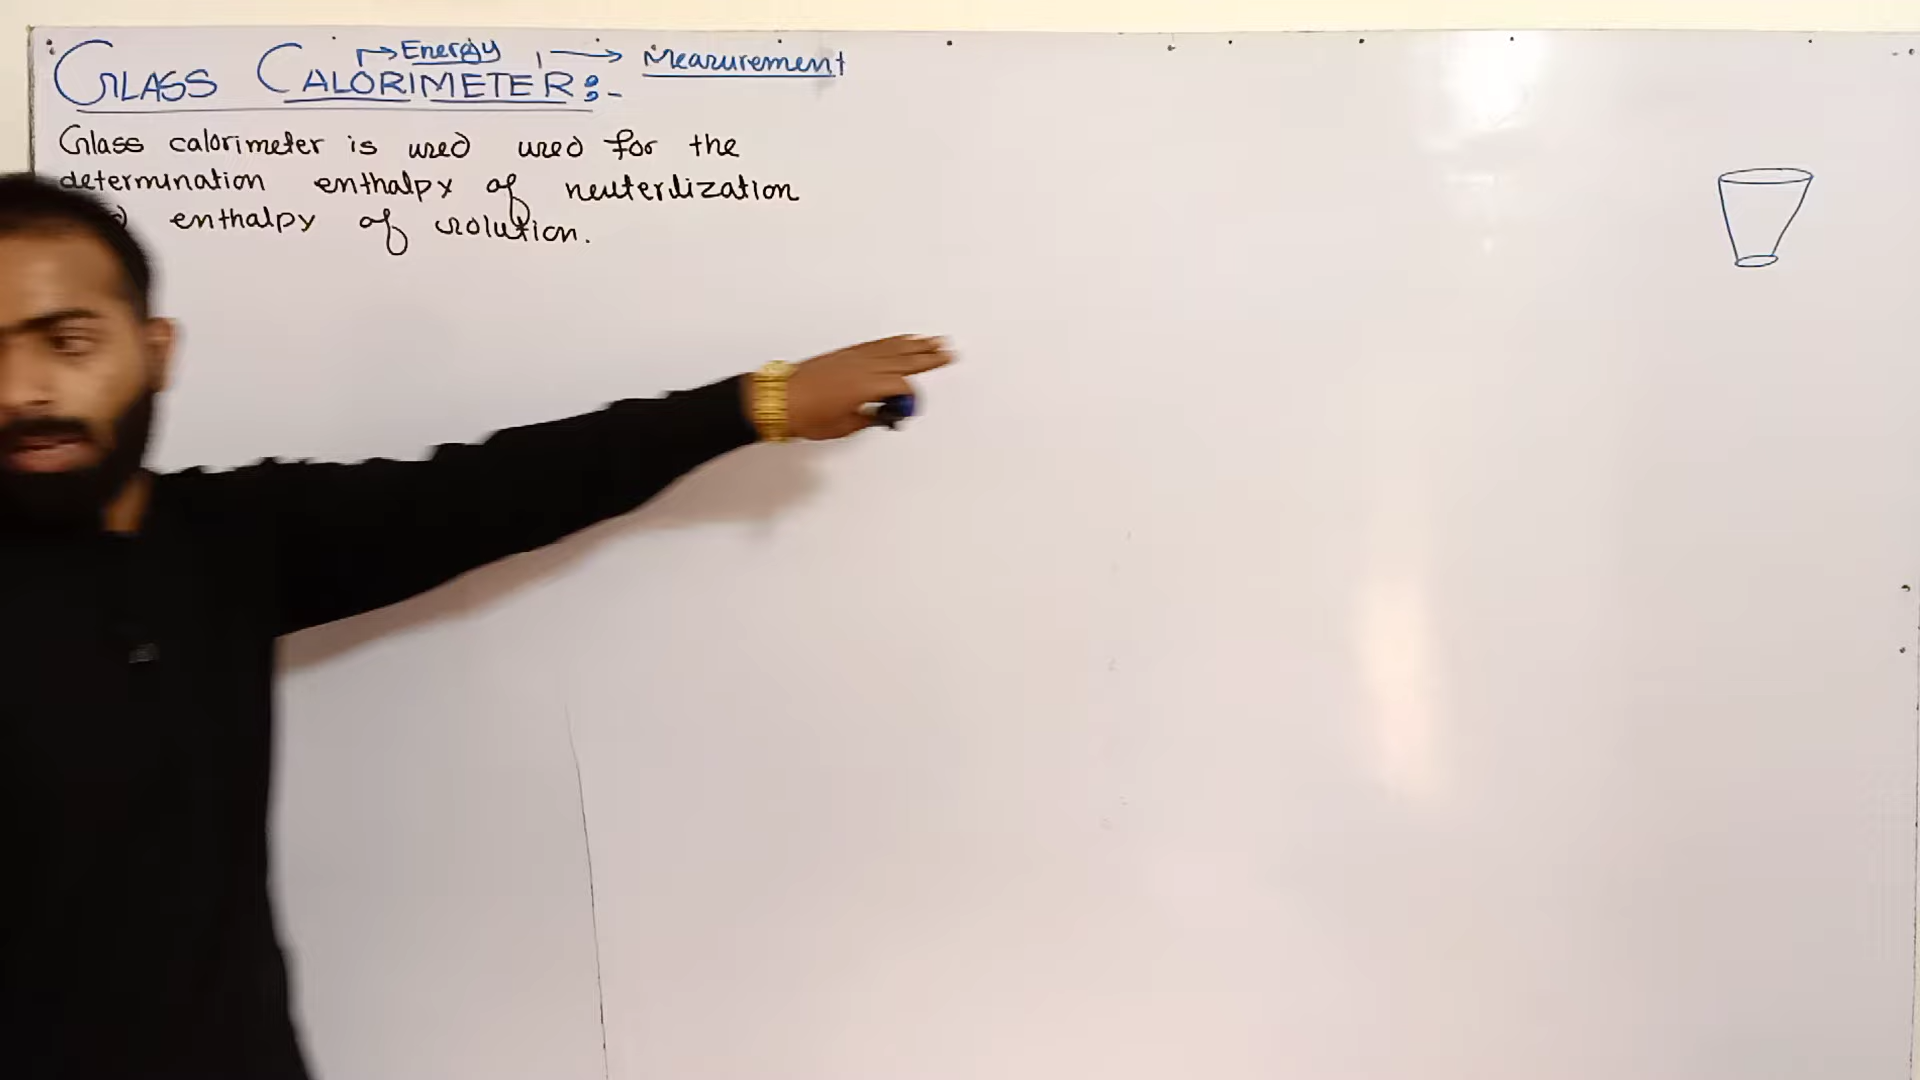 Energy → Measurement
GLASS CALORIMETER:-
Glass calorimeter is used used for the
determination enthalpy of neuterlization
enthalpy of solution.